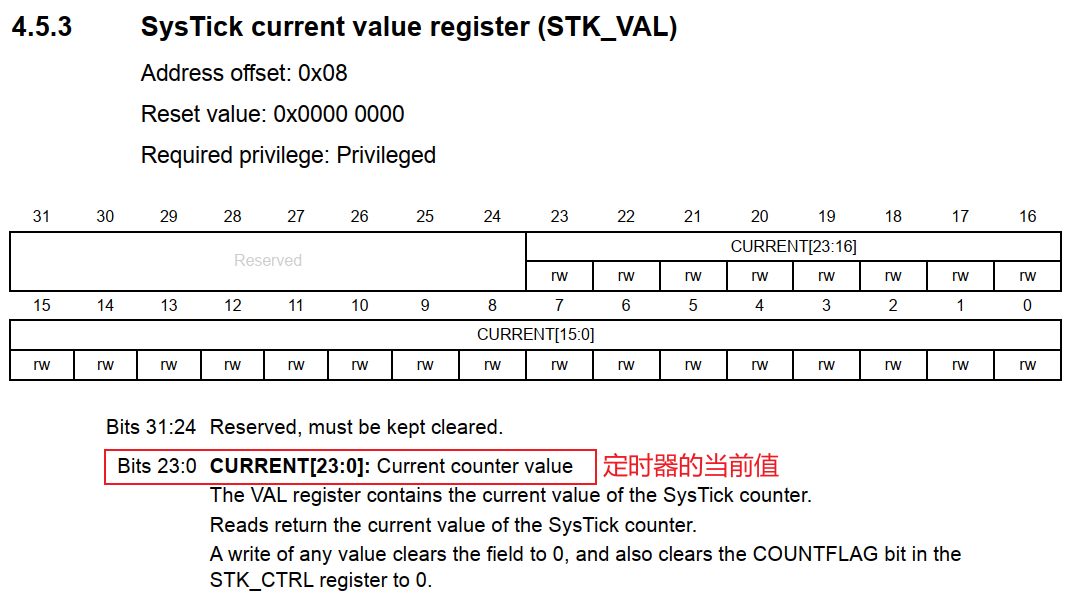 4.5.3 SysTick current value register (STK_VAL)
Address offset: 0x08
Reset value: 0x0000 0000
Required privilege: Privileged
31 30 29 28 27 26 25 24 23 22 21 20 19 18 17 16
Reserved CURRENT[23:16]
rw rw rw rw rw rw rw rw
15 14 13 12 11 10 9 8 7 6 5 4 3 2 1 0
CURRENT[15:0]
rw rw rw rw rw rw rw rw rw rw rw rw rw rw rw rw
Bits 31:24 Reserved, must be kept cleared.
Bits 23:0 CURRENT[23:0]: Current counter value 定时器的当前值
The VAL register contains the current value of the SysTick counter.
Reads return the current value of the SysTick counter.
A write of any value clears the field to 0, and also clears the COUNTFLAG bit in the
STK_CTRL register to 0.